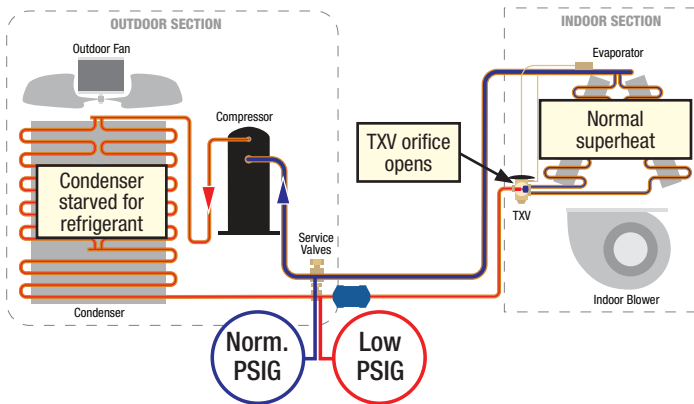 OUTDOOR SECTION
INDOOR SECTION
Outdoor Fan
Evaporator
Compressor
Normal
superheat
TXV orifice
opens
Condenser
starved for
refrigerant
TXV
Service
Valves
Condenser
Indoor Blower
Norm.
PSIG
Low
PSIG